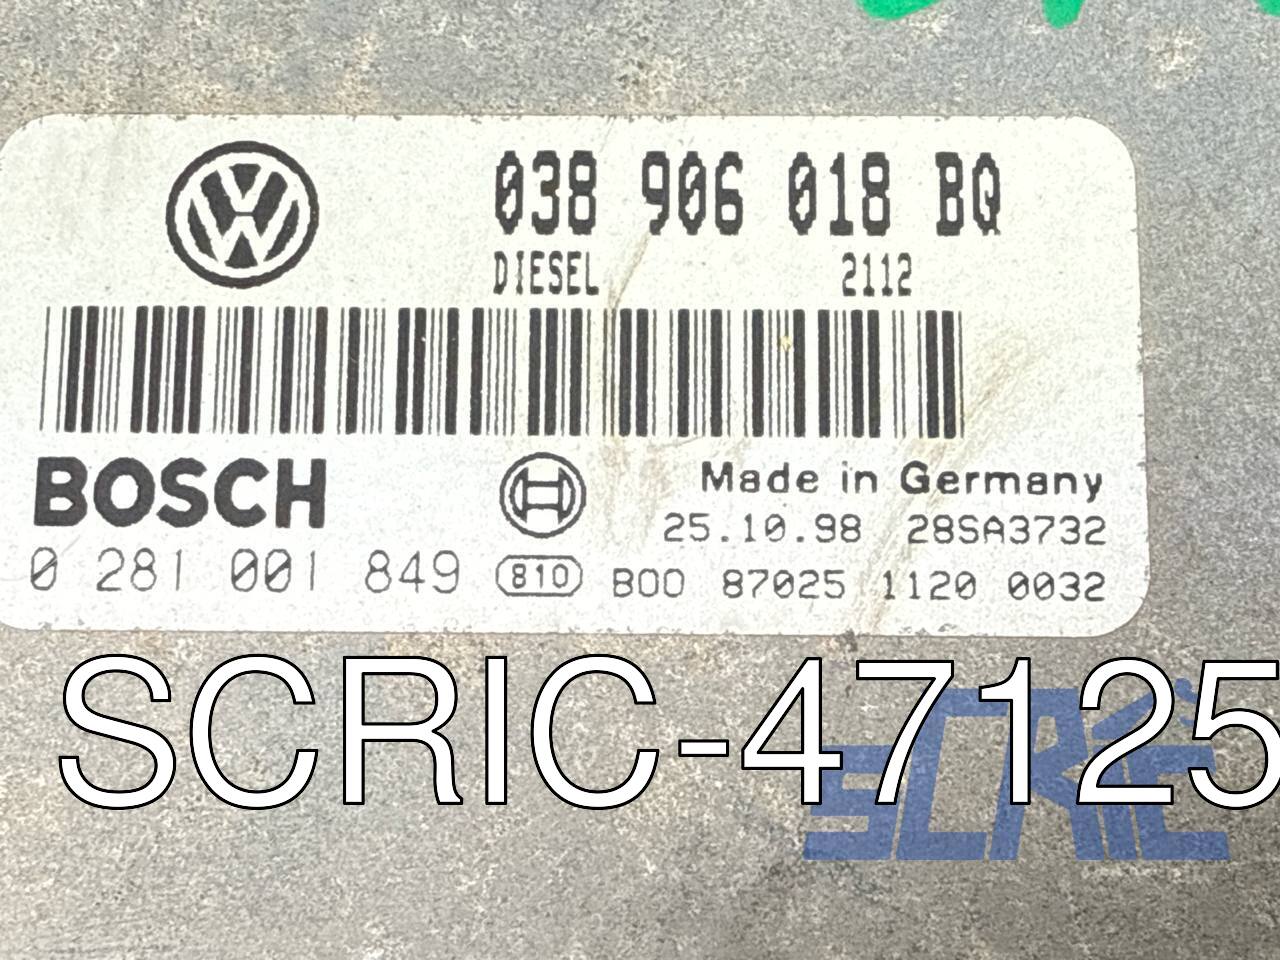 038 906 018 BQ
DIESEL 2112
BOSCH
Made in Germany
25.10.98 28SA3732
0 281 001 849 810 B00 87025 1120 0032
SCRIC-47125
SCRIC